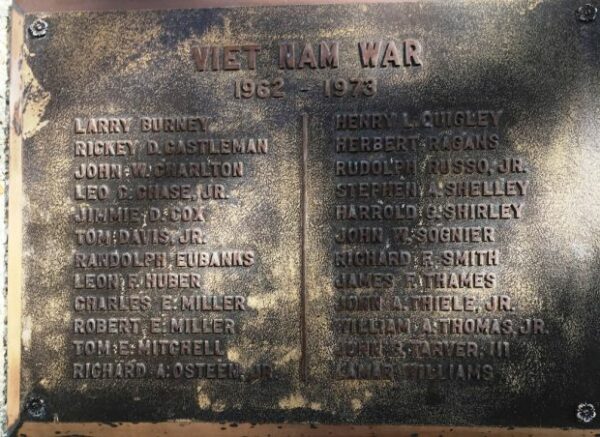 VIET NAM WAR
1962 - 1973
LARRY BURNEY
RICKEY D. CASTLEMAN
JOHN W. CHARLTON
LEO C. CHASE, JR.
JIMMIE D. COX
TOM DAVIS, JR.
RANDOLPH EUBANKS
LEON F. HUBER
CHARLES E. MILLER
ROBERT E. MILLER
TOM E. MITCHELL
RICHARD A. OSTEEN, JR.
HENRY L. QUIGLEY
HERBERT RAGANS
RUDOLPH RUSSO, JR.
STEPHEN A. SHELLEY
HARROLD G. SHIRLEY
JOHN W. SOGNIER
RICHARD F. SMITH
JAMES F. THAMES
JOHN A. THIELE, JR.
WILLIAM A. THOMAS, JR.
JOHN TARVER, III
LAMAR WILLIAMS